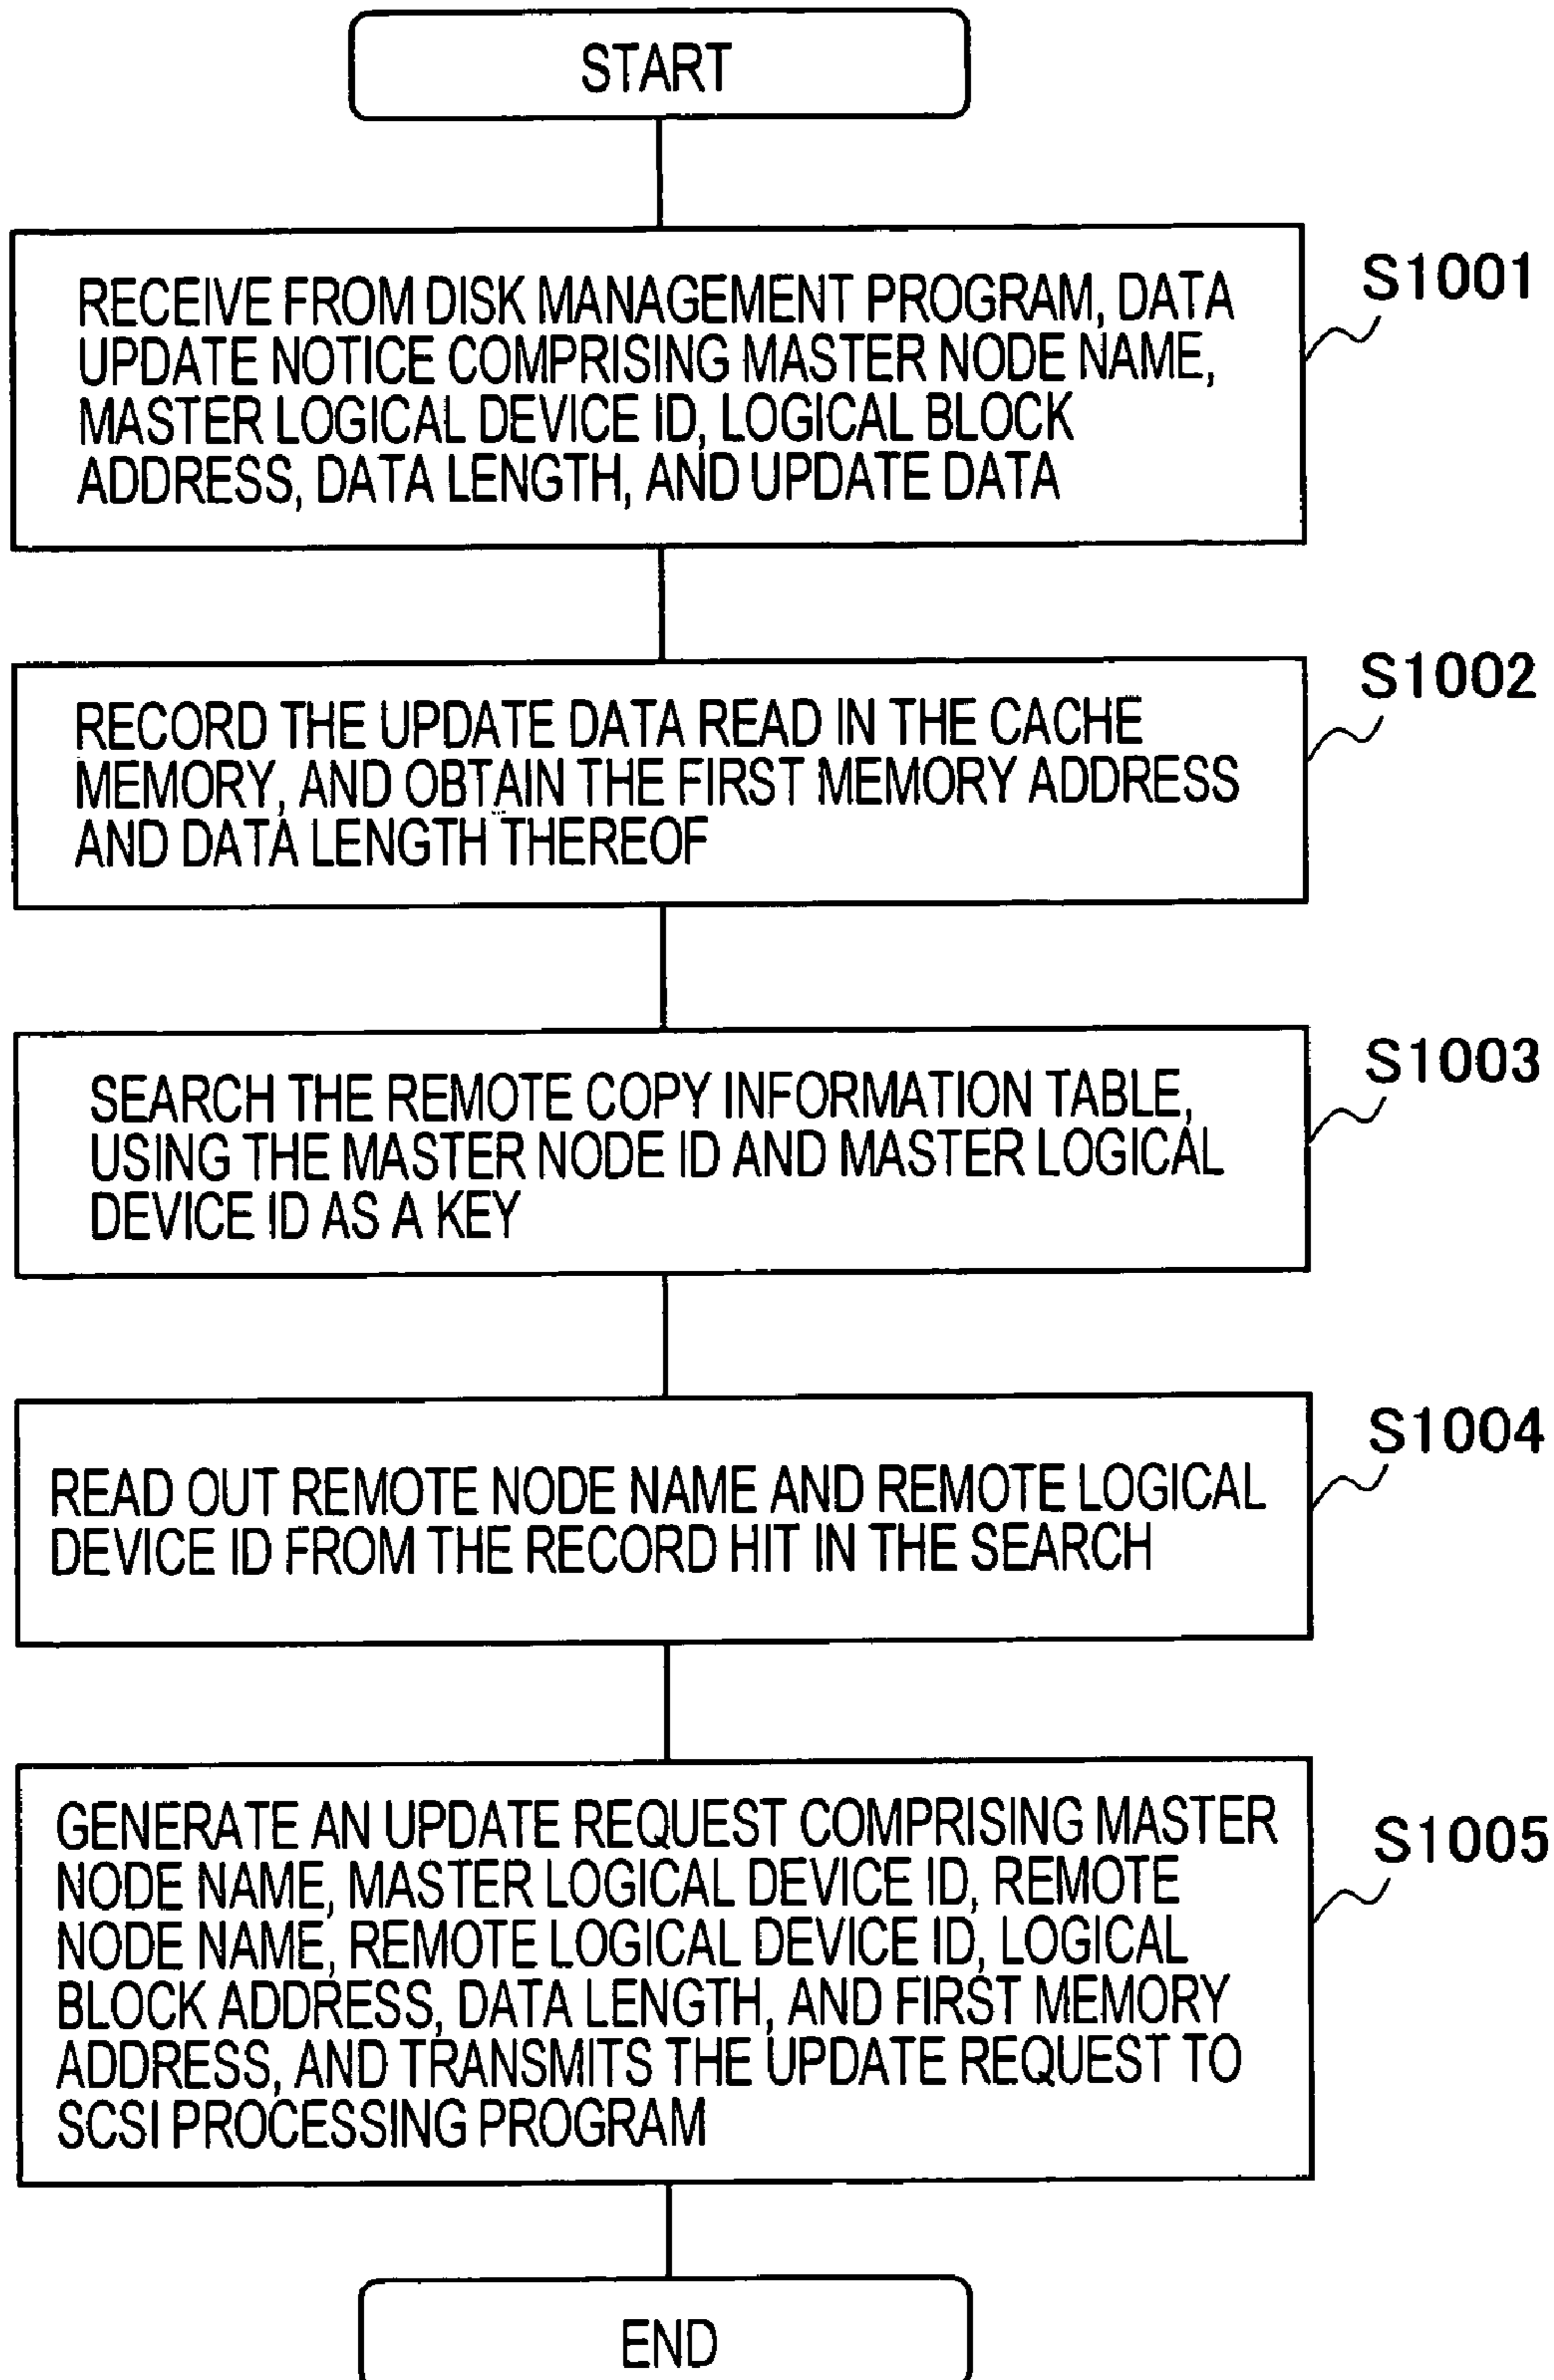 START
S1001
RECEIVE FROM DISK MANAGEMENT PROGRAM, DATA
UPDATE NOTICE COMPRISING MASTER NODE NAME,
MASTER LOGICAL DEVICE ID, LOGICAL BLOCK
ADDRESS, DATA LENGTH, AND UPDATE DATA
S1002
RECORD THE UPDATE DATA READ IN THE CACHE
MEMORY, AND OBTAIN THE FIRST MEMORY ADDRESS
AND DATA LENGTH THEREOF
S1003
SEARCH THE REMOTE COPY INFORMATION TABLE,
USING THE MASTER NODE ID AND MASTER LOGICAL
DEVICE ID AS A KEY
S1004
READ OUT REMOTE NODE NAME AND REMOTE LOGICAL
DEVICE ID FROM THE RECORD HIT IN THE SEARCH
S1005
GENERATE AN UPDATE REQUEST COMPRISING MASTER
NODE NAME, MASTER LOGICAL DEVICE ID, REMOTE
NODE NAME, REMOTE LOGICAL DEVICE ID, LOGICAL
BLOCK ADDRESS, DATA LENGTH, AND FIRST MEMORY
ADDRESS, AND TRANSMITS THE UPDATE REQUEST TO
SCSI PROCESSING PROGRAM
END